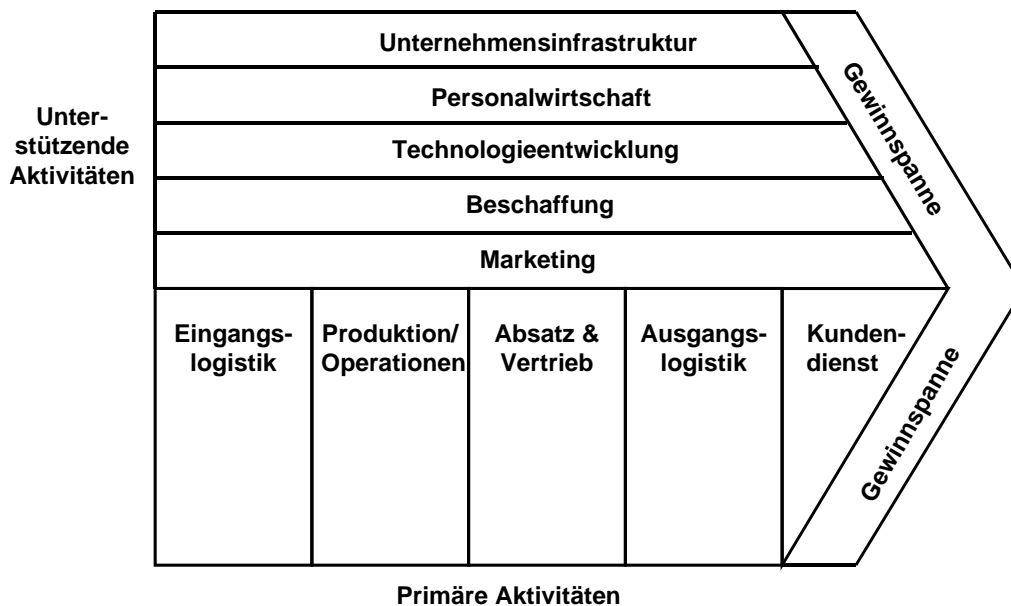 Unternehmensinfrastruktur
Personalwirtschaft
Technologieentwicklung
Beschaffung
Marketing
Unter-
stützende
Aktivitäten
Gewinnspanne
Eingangs-
logistik
Produktion/
Operationen
Absatz &
Vertrieb
Ausgangs-
logistik
Kunden-
dienst
Gewinnspanne
Primäre Aktivitäten